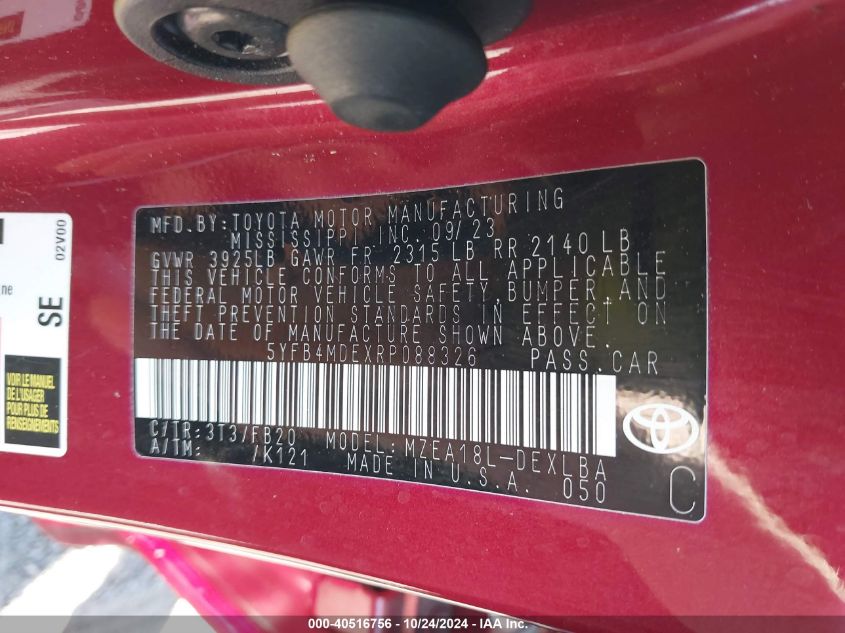 MFD.BY:TOYOTA MOTOR MANUFACTURING
MISSISSIPPI,INC. 09/23
GVWR 3925LB GAWR FR 2315 LB RR 2140 LB
THIS VEHICLE CONFORMS TO ALL APPLICABLE
FEDERAL MOTOR VEHICLE SAFETY,BUMPER,AND
THEFT PREVENTION STANDARDS IN EFFECT ON
THE DATE OF MANUFACTURE SHOWN ABOVE.
5YFB4MDEXRP088326 PASS.CAR
C/TR:3T3/FB20 MODEL:MZEA18L-DEXLBA
A/TM: /K121 MADE IN U.S.A. 050
C
02V00
ne
SE
VOIR LE MANUEL
DE L'USAGER
POUR PLUS DE
RENSEIGNEMENTS
000-40516756 - 10/24/2024 -